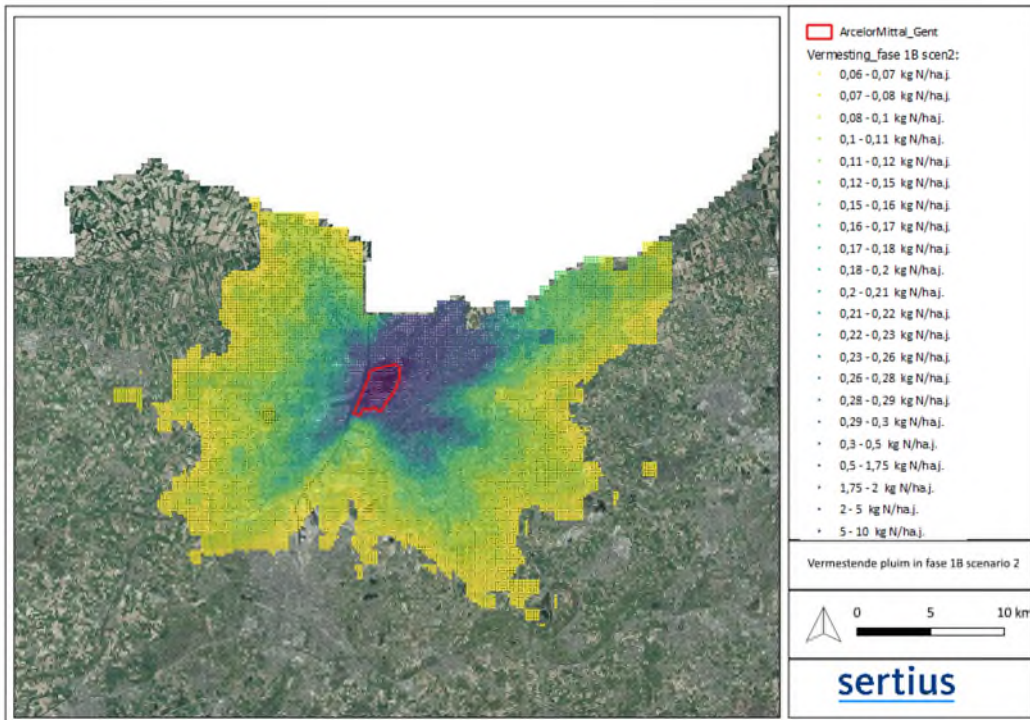 ArcelorMittal_Gent
Vermesting_fase 1B scen2:
0,06 - 0,07 kg N/ha.j.
0,07 - 0,08 kg N/ha.j.
0,08 - 0,1 kg N/ha.j.
0,1 - 0,11 kg N/ha.j.
0,11 - 0,12 kg N/ha.j.
0,12 - 0,15 kg N/ha.j.
0,15 - 0,16 kg N/ha.j.
0,16 - 0,17 kg N/ha.j.
0,17 - 0,18 kg N/ha.j.
0,18 - 0,2 kg N/ha.j.
0,2 - 0,21 kg N/ha.j.
0,21 - 0,22 kg N/ha.j.
0,22 - 0,23 kg N/ha.j.
0,23 - 0,26 kg N/ha.j.
0,26 - 0,28 kg N/ha.j.
0,28 - 0,29 kg N/ha.j.
0,29 - 0,3 kg N/ha.j.
0,3 - 0,5 kg N/ha.j.
0,5 - 1,75 kg N/ha.j.
1,75 - 2 kg N/ha.j.
2 - 5 kg N/ha.j.
5 - 10 kg N/ha.j.
Vermestende pluim in fase 1B scenario 2
0 5 10 km
sertius